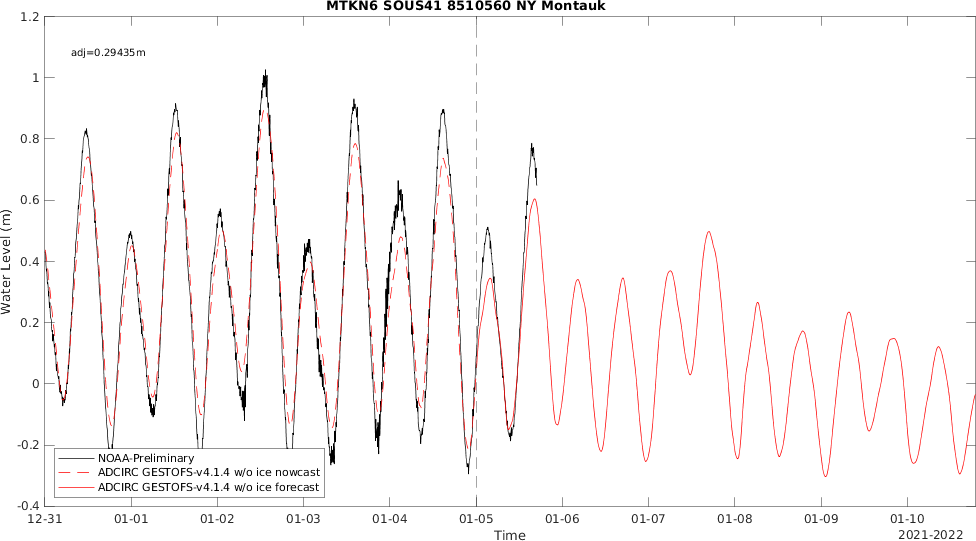 MTKN6 SOUS41 8510560 NY Montauk
1.2
adj=0.29435m
1
0.8
0.6
0.4
0.2
0
-0.2
-0.4
Water Level (m)
NOAA-Preliminary
ADCIRC GESTOFS-v4.1.4 w/o ice nowcast
ADCIRC GESTOFS-v4.1.4 w/o ice forecast
12-31 01-01 01-02 01-03 01-04 01-05 01-06 01-07 01-08 01-09 01-10
Time
2021-2022